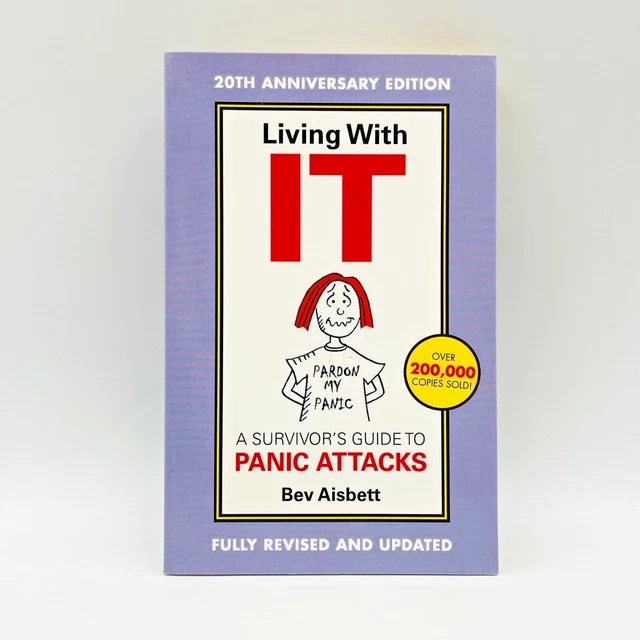 20TH ANNIVERSARY EDITION
Living With
IT
PARDON
MY
PANIC
OVER
200,000
COPIES SOLD!
A SURVIVOR'S GUIDE TO
PANIC ATTACKS
Bev Aisbett
FULLY REVISED AND UPDATED